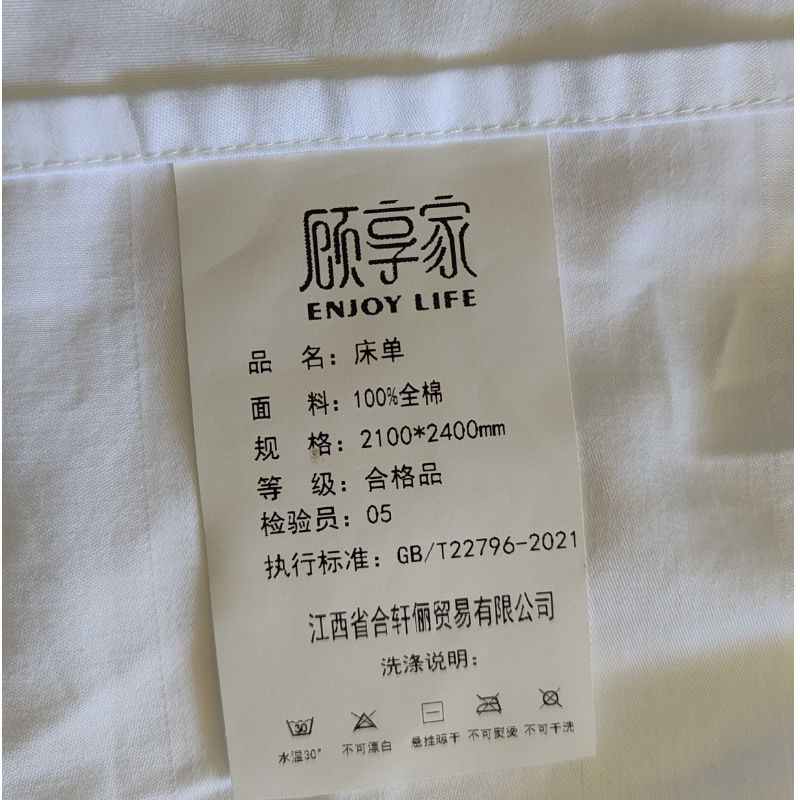 顾享家
ENJOY LIFE
品 名：床单
面 料：100%全棉
规 格：2100*2400mm
等 级：合格品
检验员：05
执行标准：GB/T22796-2021
江西省合轩俪贸易有限公司
洗涤说明：
30
水温30° 不可漂白 悬挂晾干 不可熨烫 不可干洗